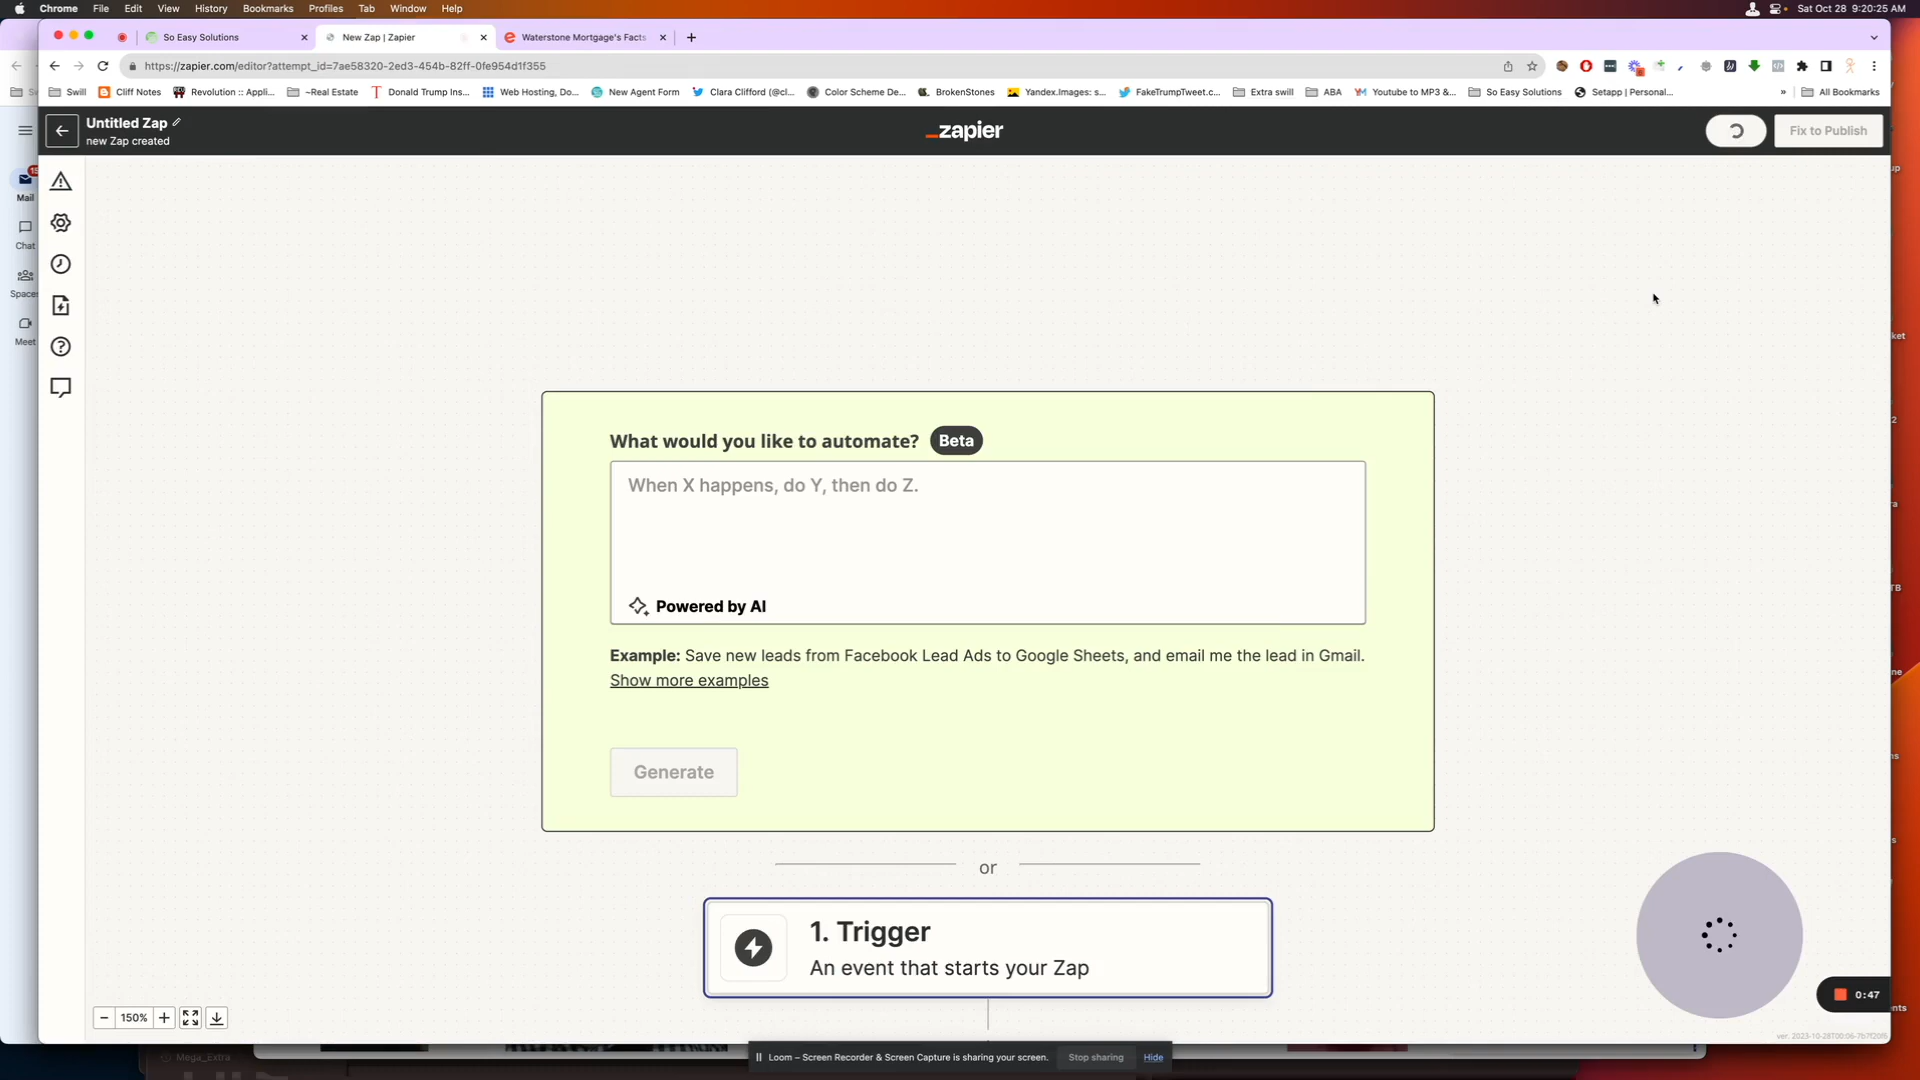 Chrome File Edit View History Bookmarks Profiles Tab Window Help
Sat Oct 28 9:20:25 AM
So Easy Solutions
New Zap | Zapier
Waterstone Mortgage's Facts
https://zapier.com/editor?attempt_id=7ae58320-2ed3-454b-82ff-0fe954d1f355
Swill
Cliff Notes
Revolution :: Appli...
~Real Estate
Donald Trump Ins...
Web Hosting, Do...
New Agent Form
Clara Clifford (@cl...
Color Scheme De...
BrokenStones
Yandex.Images: s...
FakeTrumpTweet.c...
Extra swill
ABA
Youtube to MP3 &...
So Easy Solutions
Setapp | Personal...
»
All Bookmarks
Untitled Zap
new Zap created
_zapier
Fix to Publish
Mail
Chat
Spaces
Meet
What would you like to automate? Beta
When X happens, do Y, then do Z.
Powered by AI
Example: Save new leads from Facebook Lead Ads to Google Sheets, and email me the lead in Gmail.
Show more examples
Generate
or
1. Trigger
An event that starts your Zap
150%
0:47
Mega_Extra
Loom – Screen Recorder & Screen Capture is sharing your screen.
Stop sharing
Hide